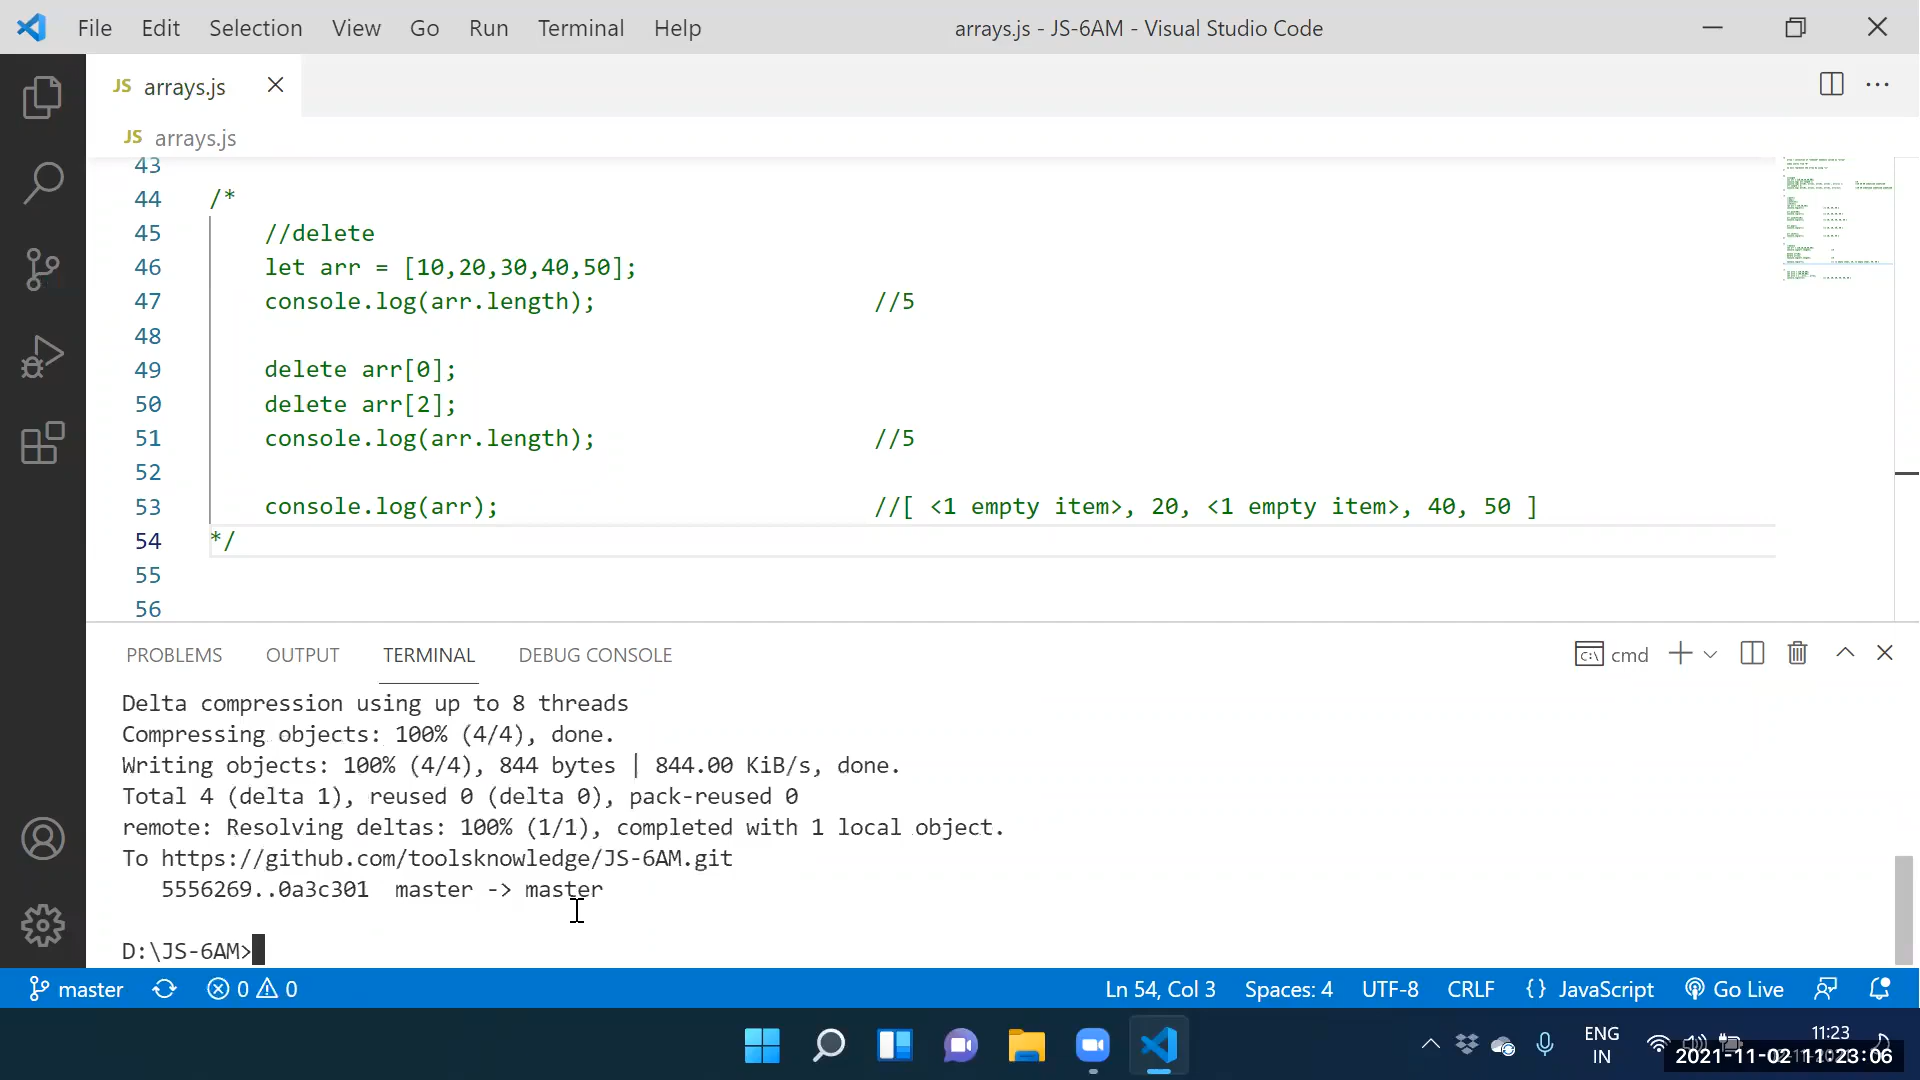 File Edit Selection View Go Run Terminal Help arrays.js - JS-6AM - Visual Studio Code
JS arrays.js
JS arrays.js
43
44 /*
45 //delete
46 let arr = [10,20,30,40,50];
47 console.log(arr.length); //5
48
49 delete arr[0];
50 delete arr[2];
51 console.log(arr.length); //5
52
53 console.log(arr); //[ <1 empty item>, 20, <1 empty item>, 40, 50 ]
54 */
55
56
PROBLEMS OUTPUT TERMINAL DEBUG CONSOLE cmd
Delta compression using up to 8 threads
Compressing objects: 100% (4/4), done.
Writing objects: 100% (4/4), 844 bytes | 844.00 KiB/s, done.
Total 4 (delta 1), reused 0 (delta 0), pack-reused 0
remote: Resolving deltas: 100% (1/1), completed with 1 local object.
To https://github.com/toolsknowledge/JS-6AM.git
5556269..0a3c301 master -> master
D:\JS-6AM>
master 0 0 Ln 54, Col 3 Spaces: 4 UTF-8 CRLF {} JavaScript Go Live
ENG
IN
11:23
2021-11-02 11:23:06